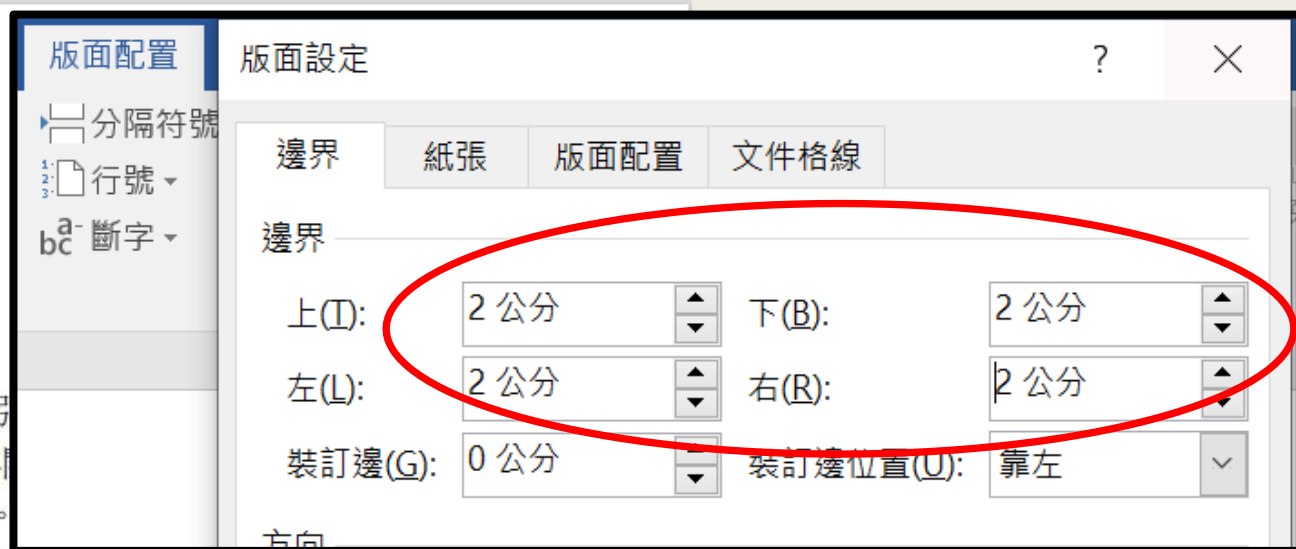 版面配置
版面設定 ?
分隔符號
行號
斷字
邊界 紙張 版面配置 文件格線
邊界
上(T): 2 公分 下(B): 2 公分
左(L): 2 公分 右(R): 2 公分
裝訂邊(G): 0 公分 裝訂邊位置(U): 靠左
方向